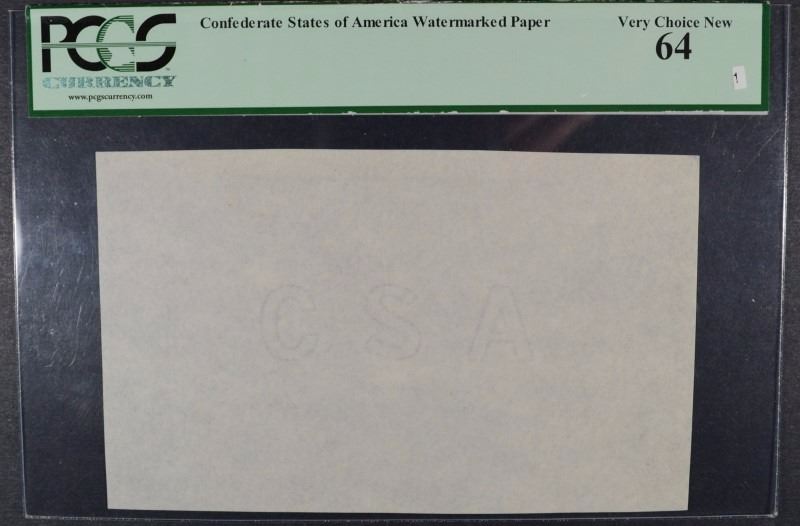 PCGS
CURRENCY
www.pcgscurrency.com
Confederate States of America Watermarked Paper
Very Choice New
64
1
C S A